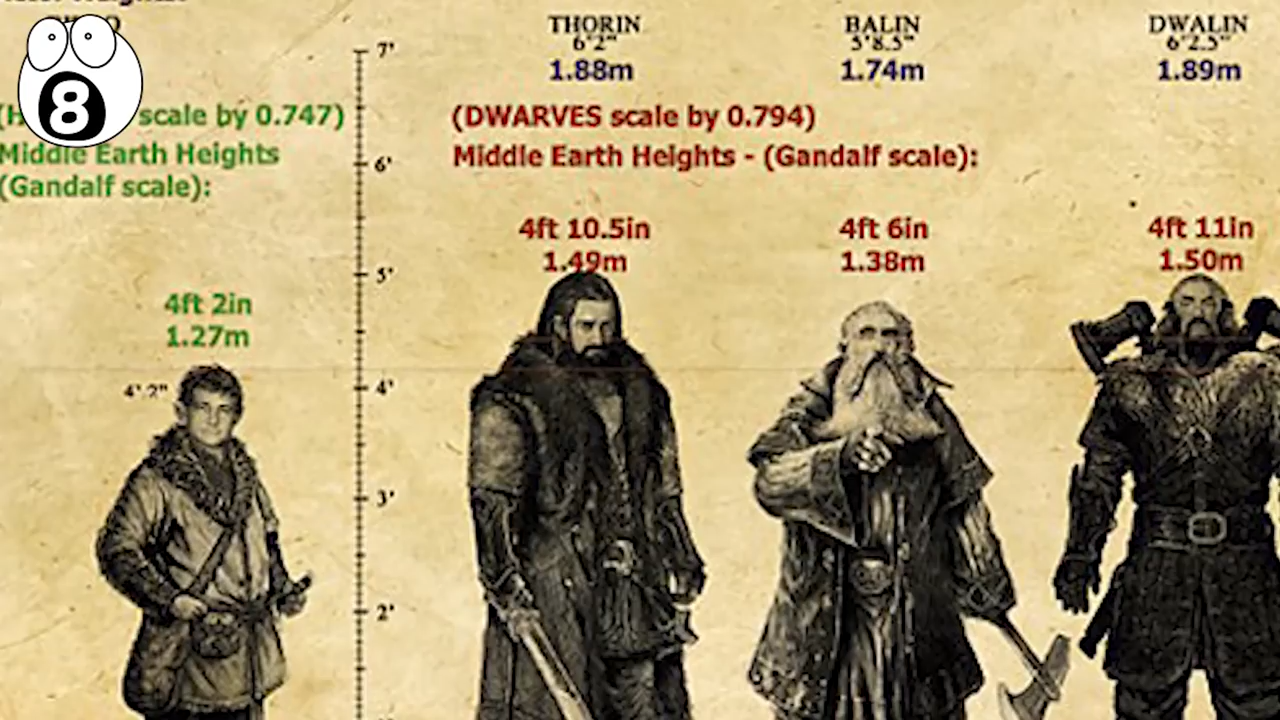 THORIN
6'2"
1.88m
BALIN
5'8.5"
1.74m
DWALIN
6'2.5"
1.89m
8
scale by 0.747)
Middle Earth Heights
(Gandalf scale):
(DWARVES scale by 0.794)
Middle Earth Heights - (Gandalf scale):
7'
6'
5'
4'
3'
2'
4ft 2in
1.27m
4' 2"
4ft 10.5in
1.49m
4ft 6in
1.38m
4ft 11in
1.50m